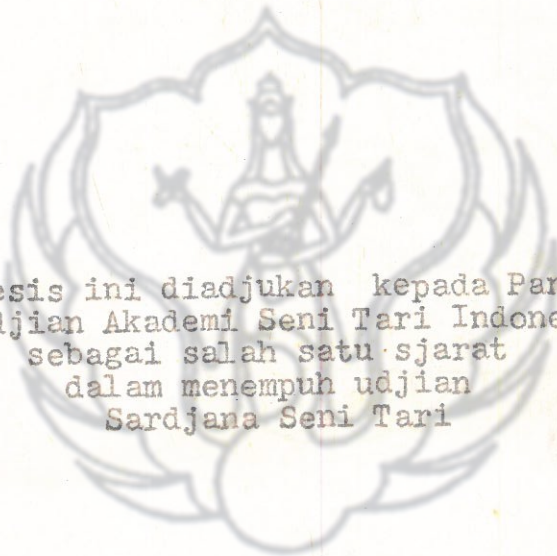 esis ini diadjukan kepada Pan
djian Akademi Seni Tari Indone
sebagai salah satu sjarat
dalam menempuh udjian
Sardjana Seni Tari